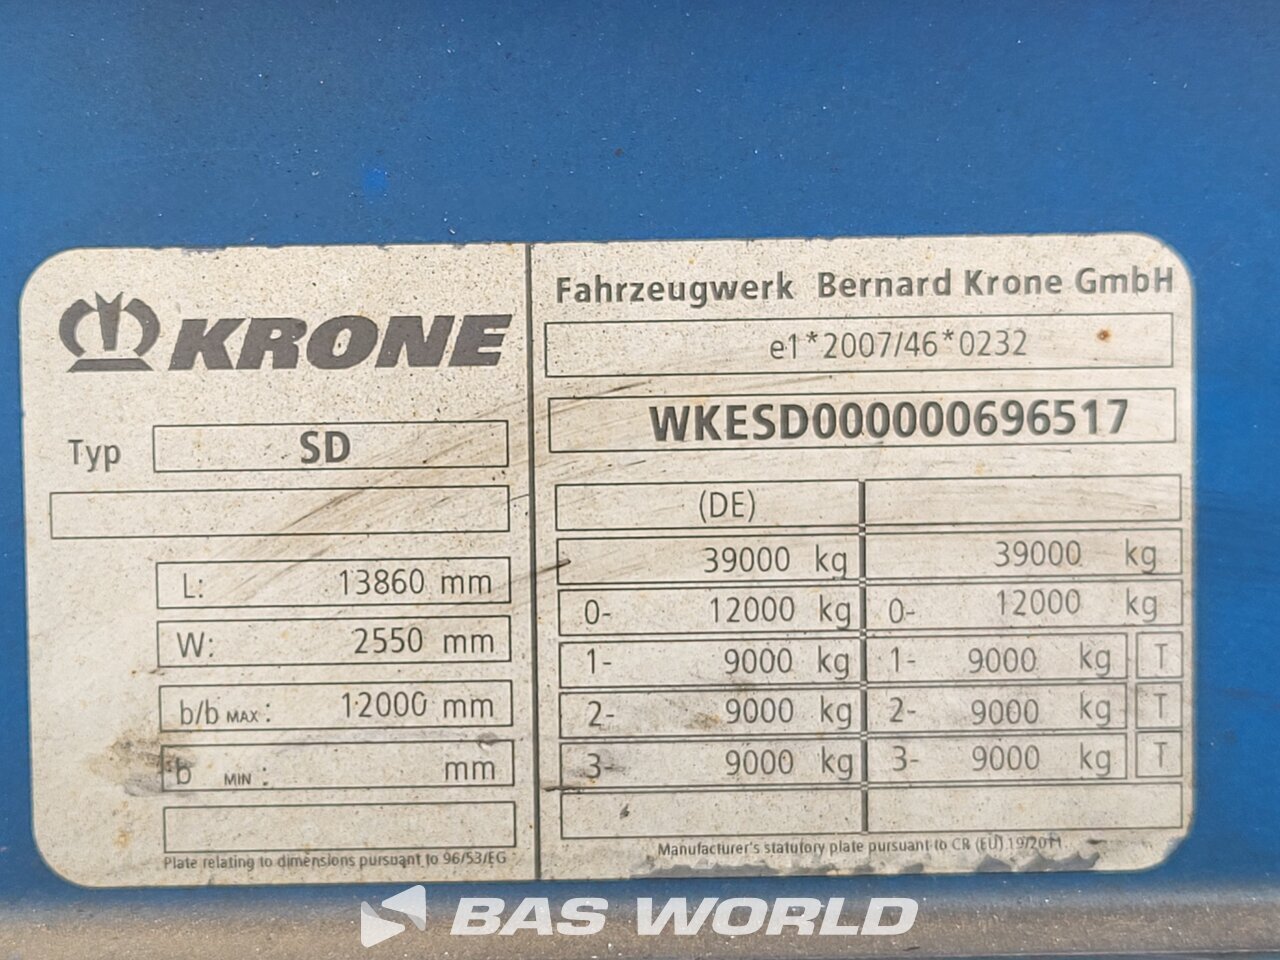 KRONE
Typ SD
L: 13860 mm
W: 2550 mm
b/b MAX: 12000 mm
b MIN: mm
Plate relating to dimensions pursuant to 96/53/EG
Fahrzeugwerk Bernard Krone GmbH
e1*2007/46*0232
WKESD000000696517
(DE)
39000 kg 39000 kg
0- 12000 kg 0- 12000 kg
1- 9000 kg 1- 9000 kg T
2- 9000 kg 2- 9000 kg T
3- 9000 kg 3- 9000 kg T
Manufacturer's statutory plate pursuant to CR (EU) 19/2011
BAS WORLD